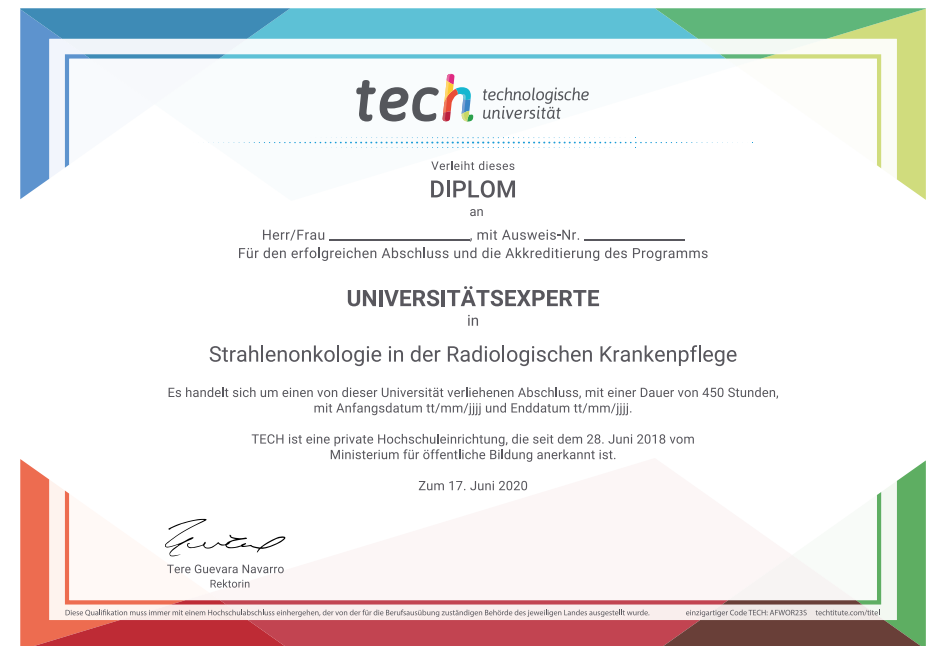 tech technologische
universität
Verleiht dieses
DIPLOM
an
Herr/Frau ____________________, mit Ausweis-Nr. ______________
Für den erfolgreichen Abschluss und die Akkreditierung des Programms
UNIVERSITÄTSEXPERTE
in
Strahlenonkologie in der Radiologischen Krankenpflege
Es handelt sich um einen von dieser Universität verliehenen Abschluss, mit einer Dauer von 450 Stunden,
mit Anfangsdatum tt/mm/jjjj und Enddatum tt/mm/jjjj.
TECH ist eine private Hochschuleinrichtung, die seit dem 28. Juni 2018 vom
Ministerium für öffentliche Bildung anerkannt ist.
Zum 17. Juni 2020
Tere Guevara Navarro
Rektorin
Diese Qualifikation muss immer mit einem Hochschulabschluss einhergehen, der von der für die Berufsausübung zuständigen Behörde des jeweiligen Landes ausgestellt wurde. einzigartiger Code TECH: AFWOR23S techtitute.com/titel